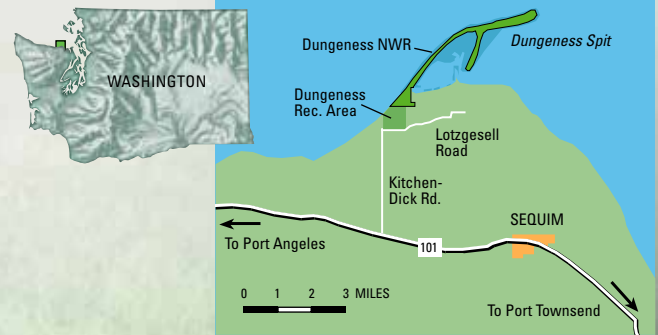 WASHINGTON
Dungeness NWR
Dungeness Spit
Dungeness
Rec. Area
Lotzgesell
Road
Kitchen-
Dick Rd.
SEQUIM
To Port Angeles
101
0 1 2 3 MILES
To Port Townsend